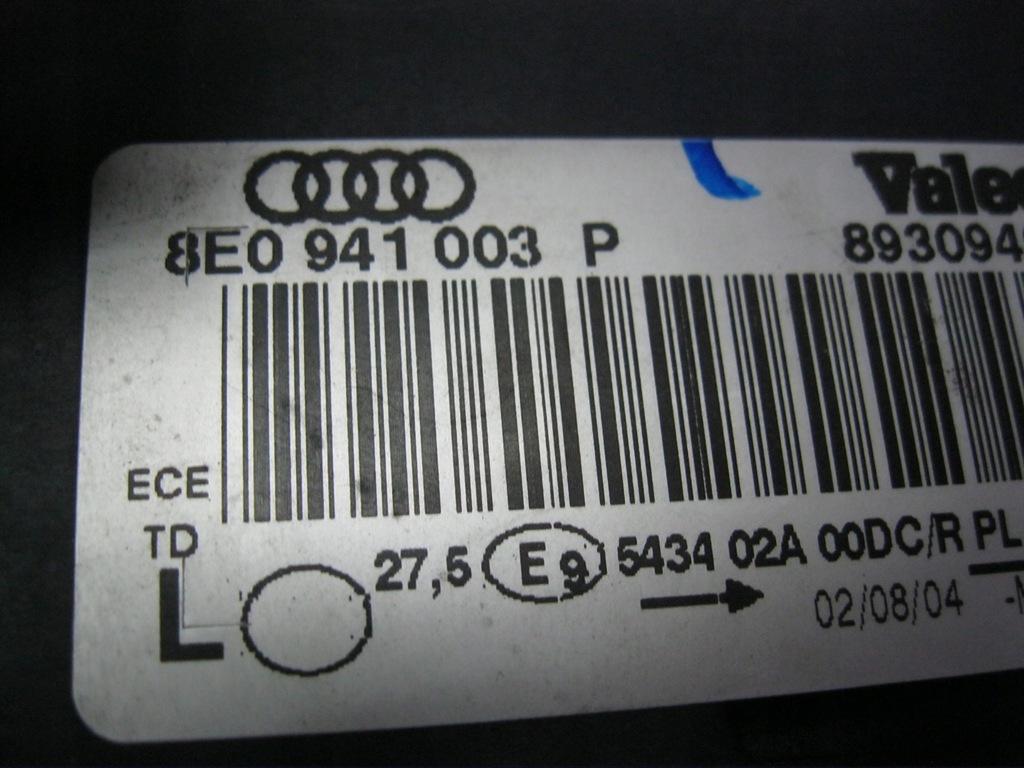 Valeo
8E0 941 003 P 893094
ECE
TD
L 27,5 E9 5434 02A 00DC/R PL
02/08/04